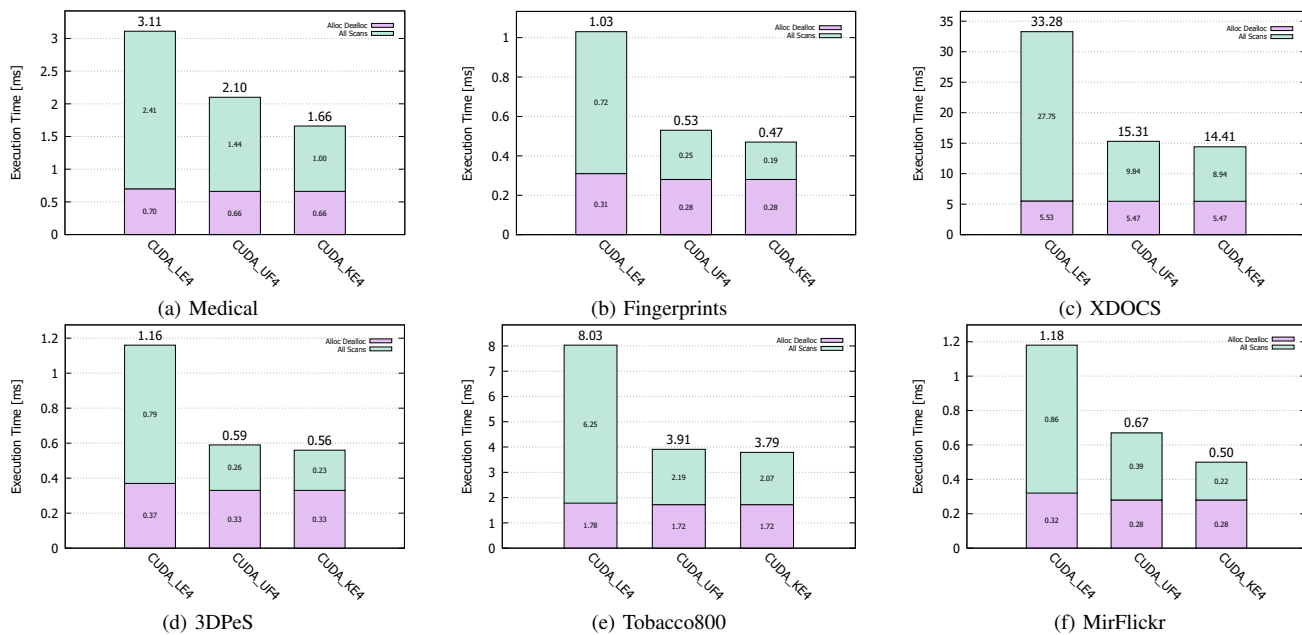 3.11
Alloc Dealloc
All Scans
3
2.5
2.10
2
1.66
1.5
1
0.5
0
2.41
1.44
1.00
0.70
0.66
0.66
Execution Time [ms]
CUDA_LE4
CUDA_UF4
CUDA_KE4
(a) Medical
1.03
Alloc Dealloc
All Scans
1
0.8
0.6
0.53
0.47
0.4
0.2
0
0.72
0.25
0.19
0.31
0.28
0.28
Execution Time [ms]
CUDA_LE4
CUDA_UF4
CUDA_KE4
(b) Fingerprints
35
33.28
Alloc Dealloc
All Scans
30
25
20
15.31
14.41
15
10
5
0
27.75
9.84
8.94
5.53
5.47
5.47
Execution Time [ms]
CUDA_LE4
CUDA_UF4
CUDA_KE4
(c) XDOCS
1.2
1.16
Alloc Dealloc
All Scans
1
0.8
0.6
0.59
0.56
0.4
0.2
0
0.79
0.26
0.23
0.37
0.33
0.33
Execution Time [ms]
CUDA_LE4
CUDA_UF4
CUDA_KE4
(d) 3DPeS
8.03
Alloc Dealloc
All Scans
8
7
6
5
4
3.91
3.79
3
2
1
0
6.25
2.19
2.07
1.78
1.72
1.72
Execution Time [ms]
CUDA_LE4
CUDA_UF4
CUDA_KE4
(e) Tobacco800
1.2
1.18
Alloc Dealloc
All Scans
1
0.8
0.67
0.6
0.50
0.4
0.2
0
0.86
0.39
0.22
0.32
0.28
0.28
Execution Time [ms]
CUDA_LE4
CUDA_UF4
CUDA_KE4
(f) MirFlickr